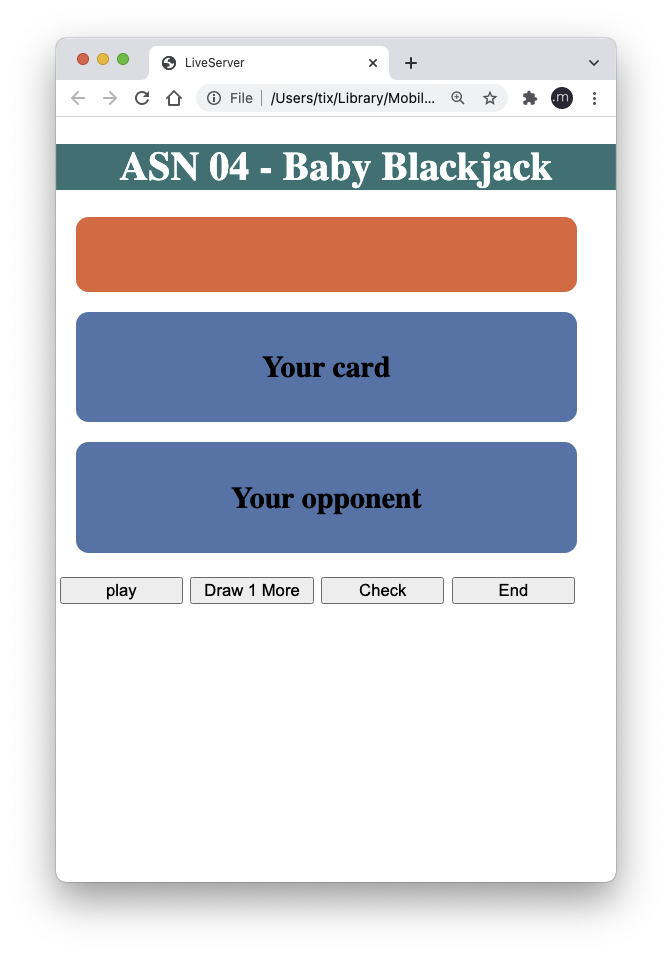 LiveServer
File | /Users/tix/Library/Mobil...
.m
ASN 04 - Baby Blackjack
Your card
Your opponent
play
Draw 1 More
Check
End